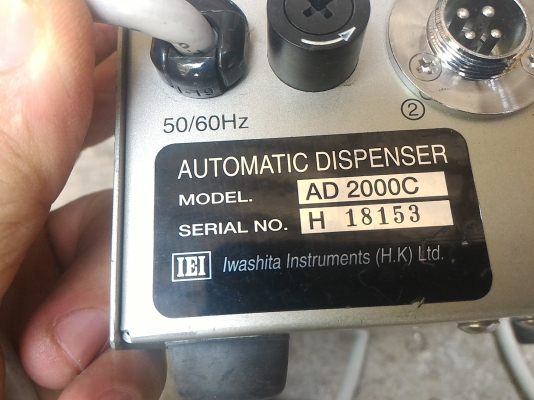 ②
50/60Hz
AUTOMATIC DISPENSER
MODEL. AD 2000C
SERIAL NO. H 18153
IEI Iwashita Instruments (H.K) Ltd.